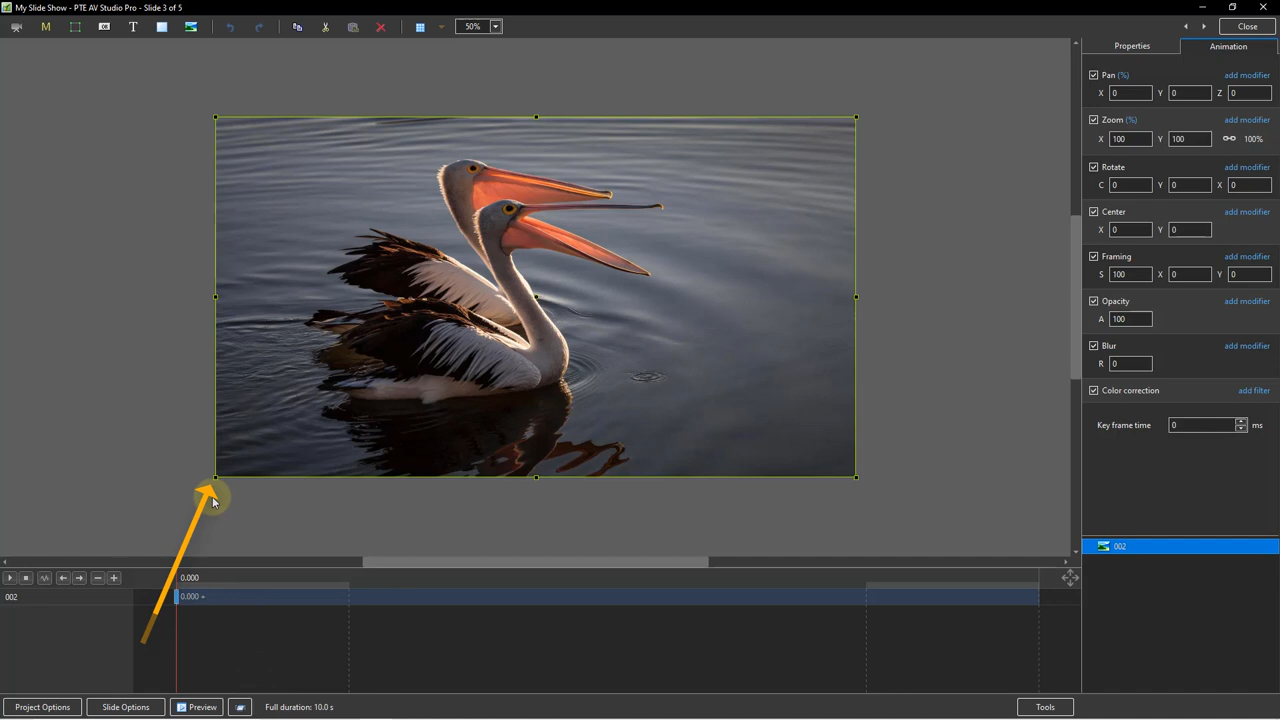 My Slide Show - PTE AV Studio Pro - Slide 3 of 5
M OK T 50% Close
Properties Animation
Pan (%) add modifier
X 0 Y 0 Z 0
Zoom (%) add modifier
X 100 Y 100 100%
Rotate add modifier
C 0 Y 0 X 0
Center add modifier
X 0 Y 0
Framing add modifier
S 100 X 0 Y 0
Opacity add modifier
A 100
Blur add modifier
R 0
Color correction add filter
Key frame time 0 ms
002
0.000
002 0.000
Project Options Slide Options Preview Full duration: 10.0 s Tools